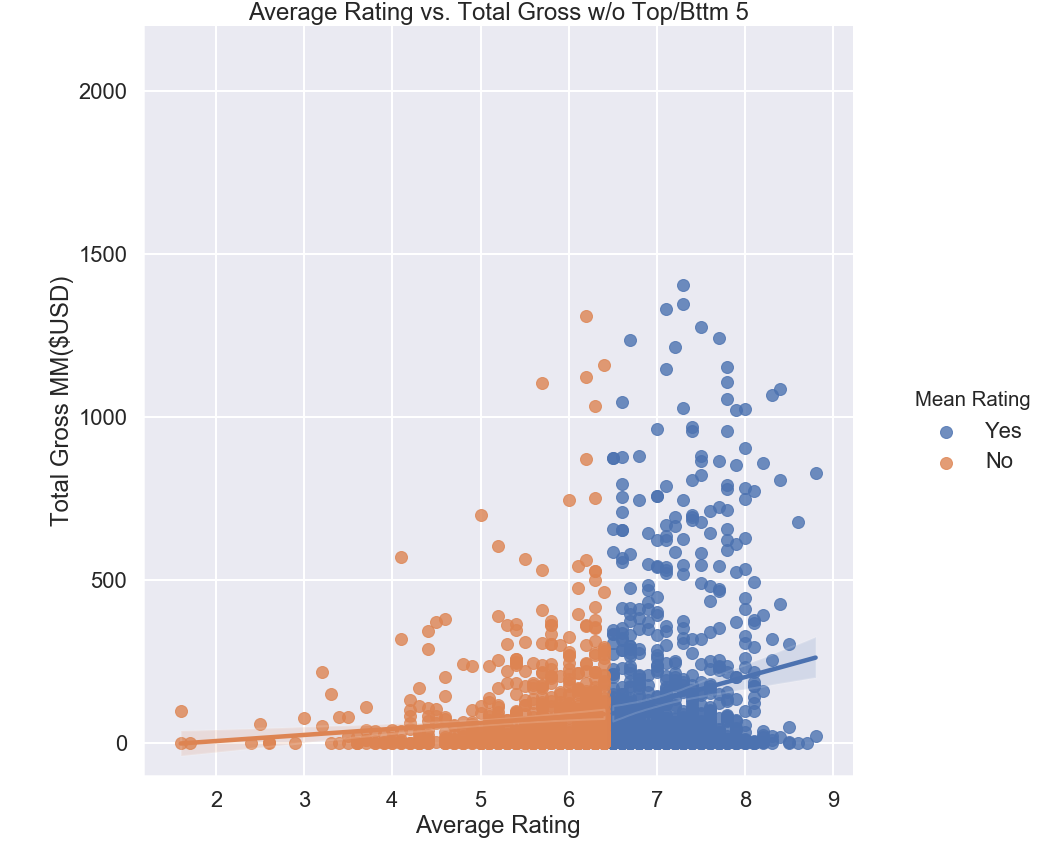 Average Rating vs. Total Gross w/o Top/Bttm 5
2000
1500
1000
500
0
Total Gross MM($USD)
2 3 4 5 6 7 8 9
Average Rating
Mean Rating
Yes
No